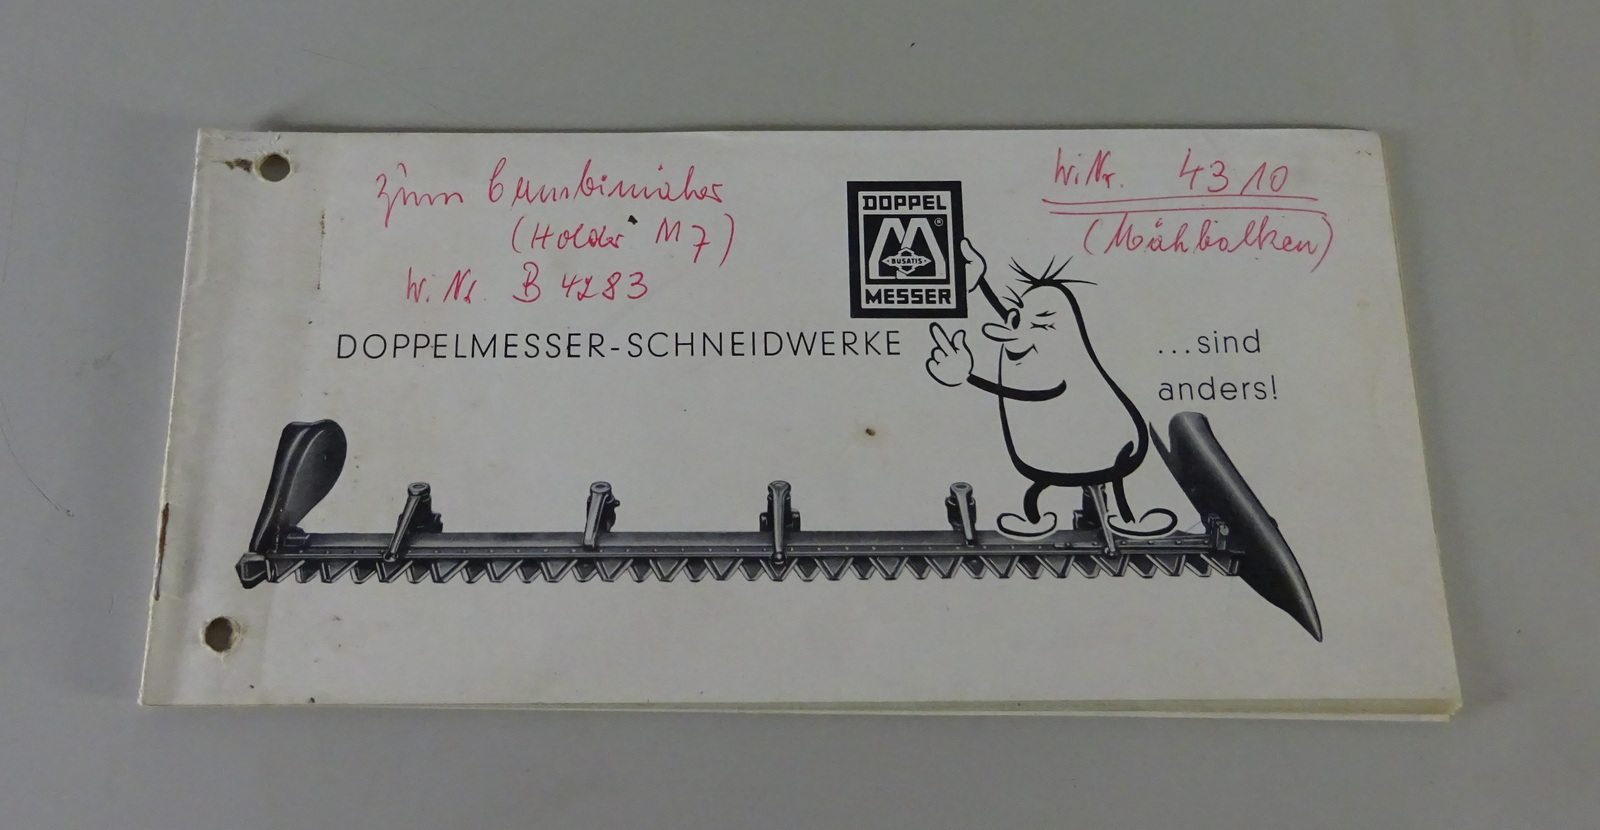 zum Combimäher
(Holder M7)
W. Nr. B 4283
DOPPEL
M ®
BUSATIS
MESSER
W. Nr. 4310
(Mähbalken)
DOPPELMESSER-SCHNEIDWERKE
...sind
anders!